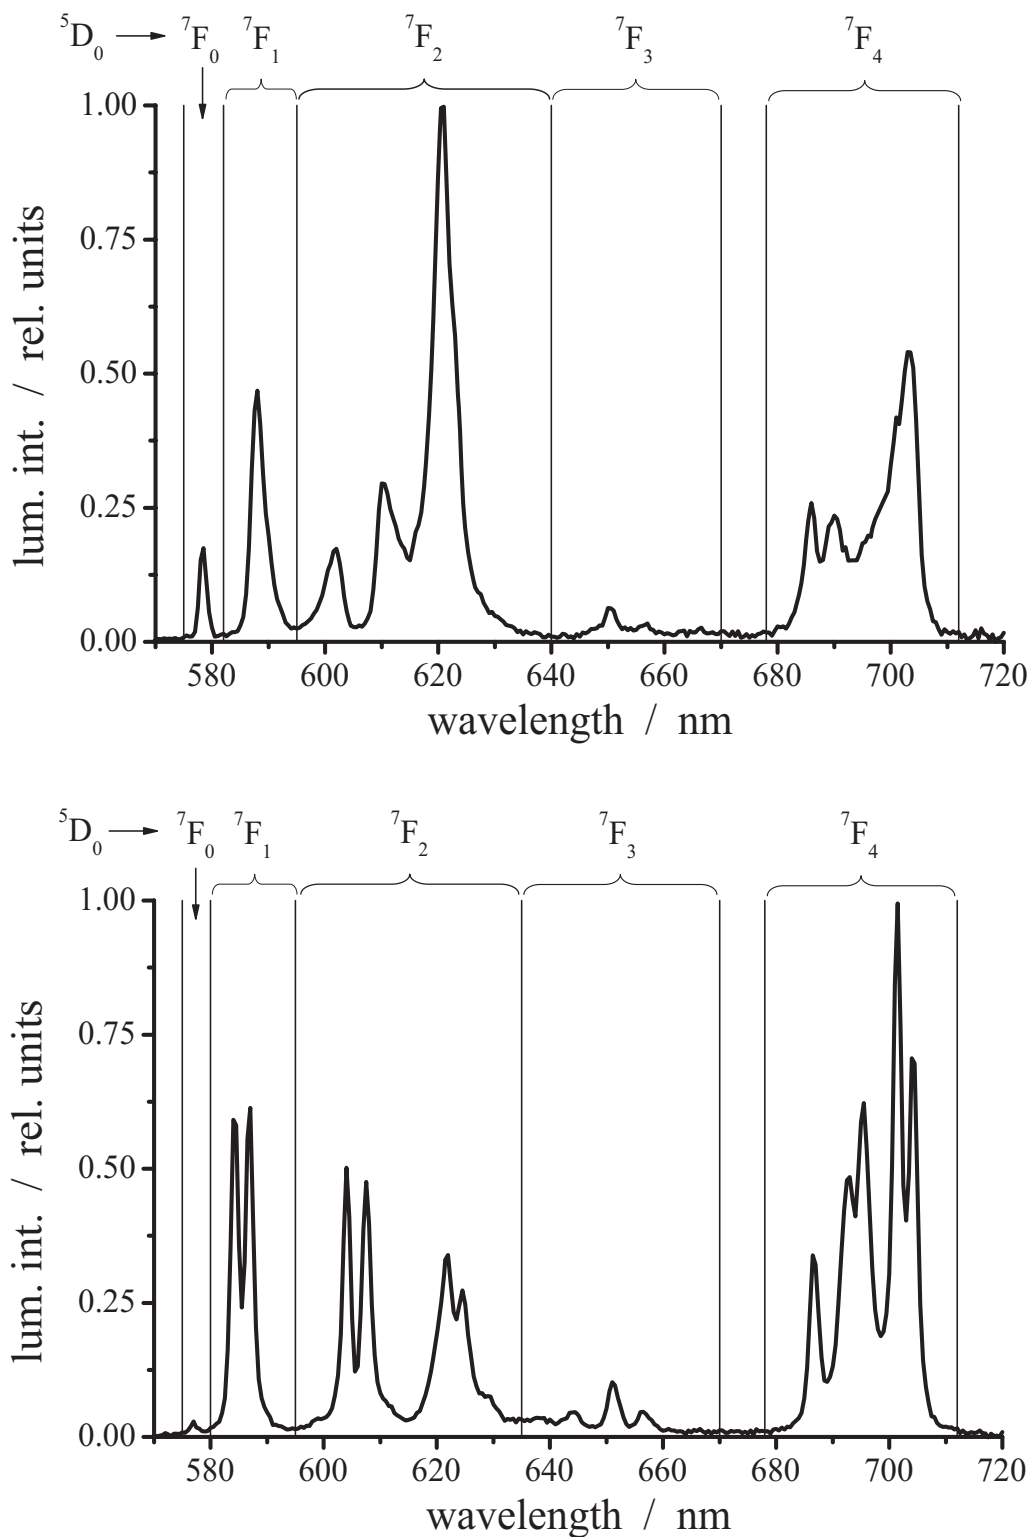 ⁵D₀ → ⁷F₀ ⁷F₁ ⁷F₂ ⁷F₃ ⁷F₄
1.00
0.75
0.50
0.25
0.00
lum. int. / rel. units
580 600 620 640 660 680 700 720
wavelength / nm
⁵D₀ → ⁷F₀ ⁷F₁ ⁷F₂ ⁷F₃ ⁷F₄
1.00
0.75
0.50
0.25
0.00
lum. int. / rel. units
580 600 620 640 660 680 700 720
wavelength / nm